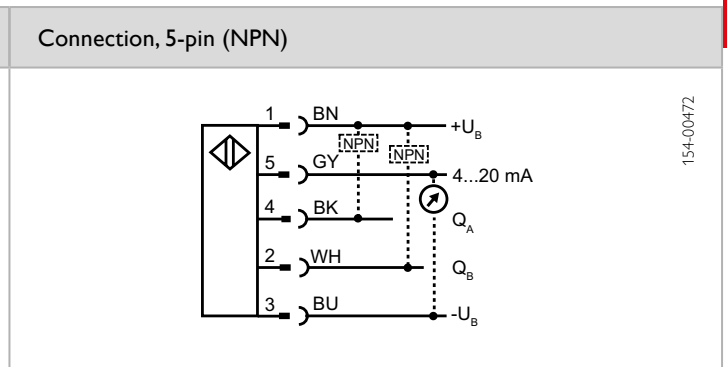 Connection, 5-pin (NPN)
1 BN +U_B
NPN NPN
5 GY 4...20 mA
4 BK Q_A
2 WH Q_B
3 BU -U_B
154-00472